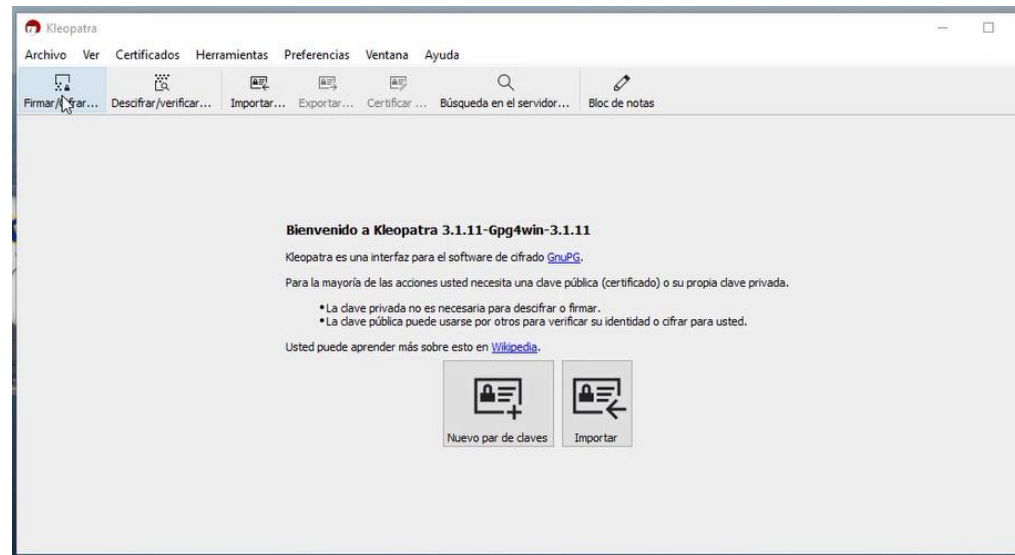 Kleopatra
Archivo Ver Certificados Herramientas Preferencias Ventana Ayuda
Firmar/ frar... Descifrar/verificar... Importar... Exportar... Certificar ... Búsqueda en el servidor... Bloc de notas
Bienvenido a Kleopatra 3.1.11-Gpg4win-3.1.11
Kleopatra es una interfaz para el software de cifrado GnuPG.
Para la mayoría de las acciones usted necesita una clave pública (certificado) o su propia clave privada.
•La clave privada no es necesaria para descifrar o firmar.
•La clave pública puede usarse por otros para verificar su identidad o cifrar para usted.
Usted puede aprender más sobre esto en Wikipedia.
Nuevo par de claves Importar